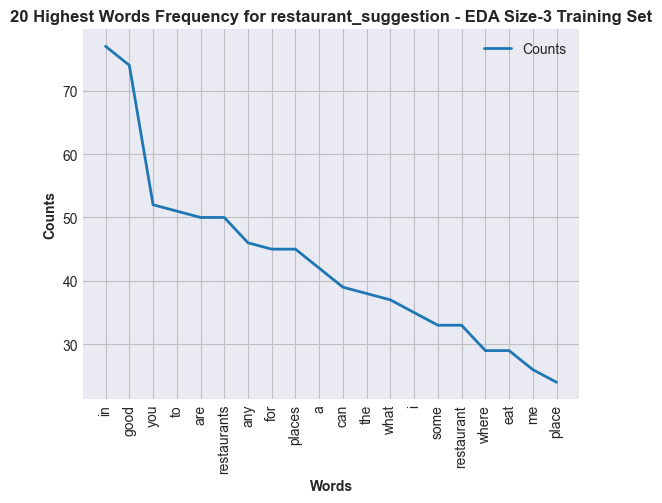 20 Highest Words Frequency for restaurant_suggestion - EDA Size-3 Training Set
Counts
70
60
50
40
30
Counts
in
good
you
to
are
restaurants
any
for
places
a
can
the
what
i
some
restaurant
where
eat
me
place
Words